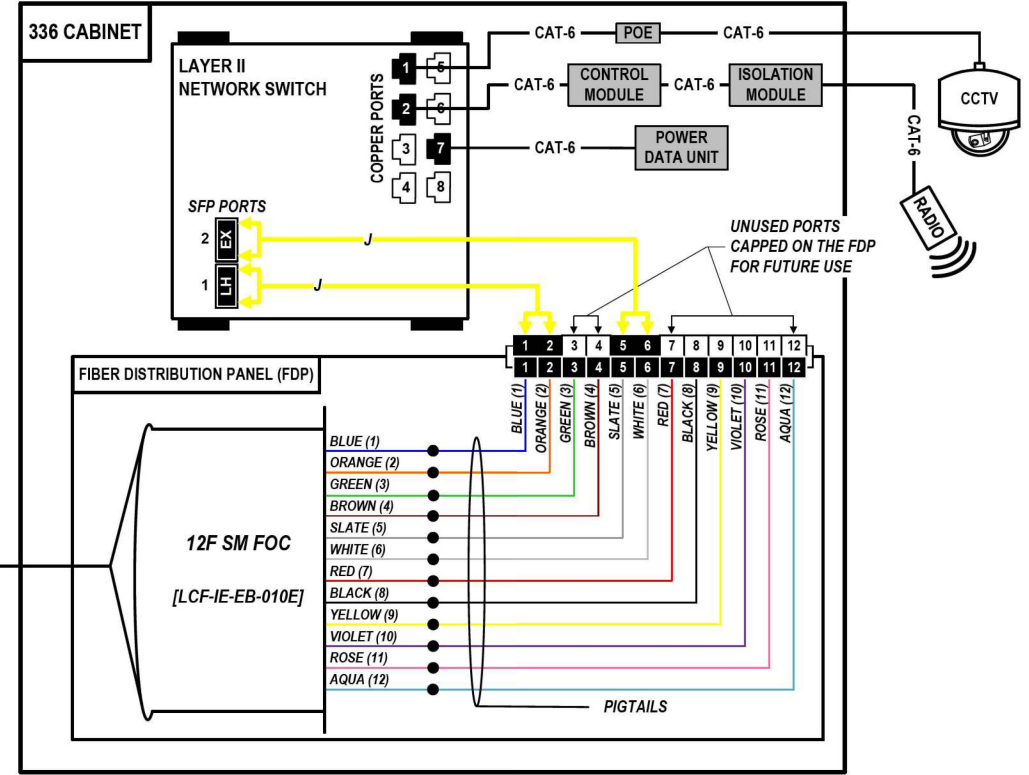 336 CABINET
LAYER II
NETWORK SWITCH
COPPER PORTS
1
5
2
6
3
7
4
8
CAT-6
POE
CAT-6
CAT-6
CONTROL
MODULE
CAT-6
ISOLATION
MODULE
CAT-6
POWER
DATA UNIT
CCTV
CAT-6
RADIO
SFP PORTS
2
EX
1
LH
J
J
UNUSED PORTS
CAPPED ON THE FDP
FOR FUTURE USE
1 2 3 4 5 6 7 8 9 10 11 12
1 2 3 4 5 6 7 8 9 10 11 12
FIBER DISTRIBUTION PANEL (FDP)
BLUE (1)
ORANGE (2)
GREEN (3)
BROWN (4)
SLATE (5)
WHITE (6)
RED (7)
BLACK (8)
YELLOW (9)
VIOLET (10)
ROSE (11)
AQUA (12)
BLUE (1)
ORANGE (2)
GREEN (3)
BROWN (4)
SLATE (5)
WHITE (6)
RED (7)
BLACK (8)
YELLOW (9)
VIOLET (10)
ROSE (11)
AQUA (12)
12F SM FOC
[LCF-IE-EB-010E]
PIGTAILS